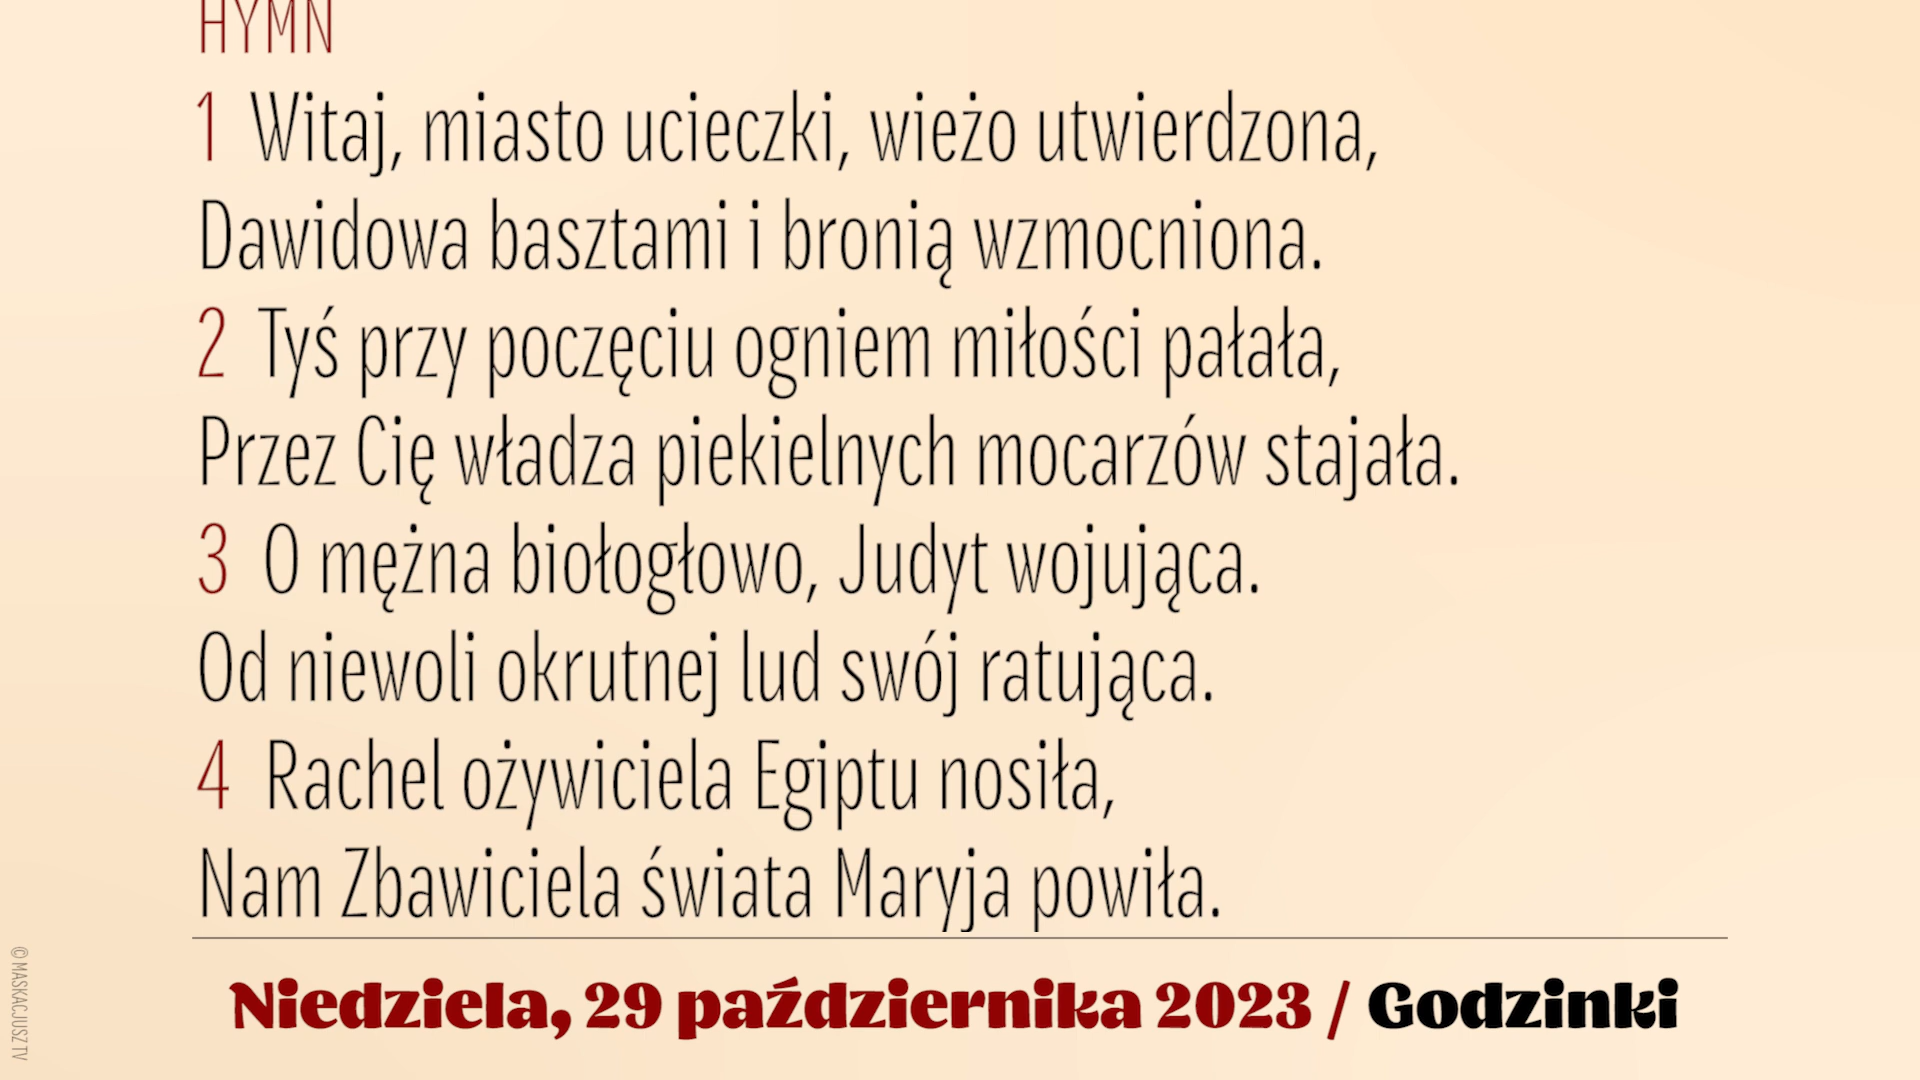 HYMN
1 Witaj, miasto ucieczki, wieżo utwierdzona,
Dawidowa basztami i bronią wzmocniona.
2 Tyś przy poczęciu ogniem miłości pałała,
Przez Cię władza piekielnych mocarzów stajała.
3 O mężna biołogłowo, Judyt wojująca.
Od niewoli okrutnej lud swój ratująca.
4 Rachel ożywiciela Egiptu nosiła,
Nam Zbawiciela świata Maryja powiła.
Niedziela, 29 października 2023 / Godzinki
© MASKACJUSZ TV